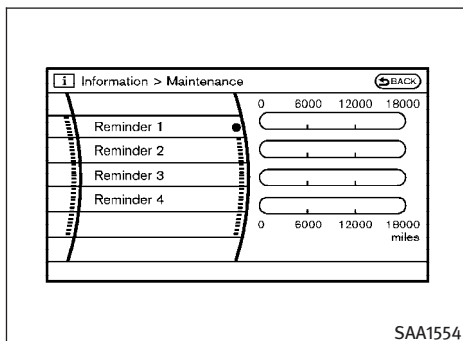 i Information > Maintenance BACK
0 6000 12000 18000
Reminder 1
Reminder 2
Reminder 3
Reminder 4
0 6000 12000 18000
miles
SAA1554